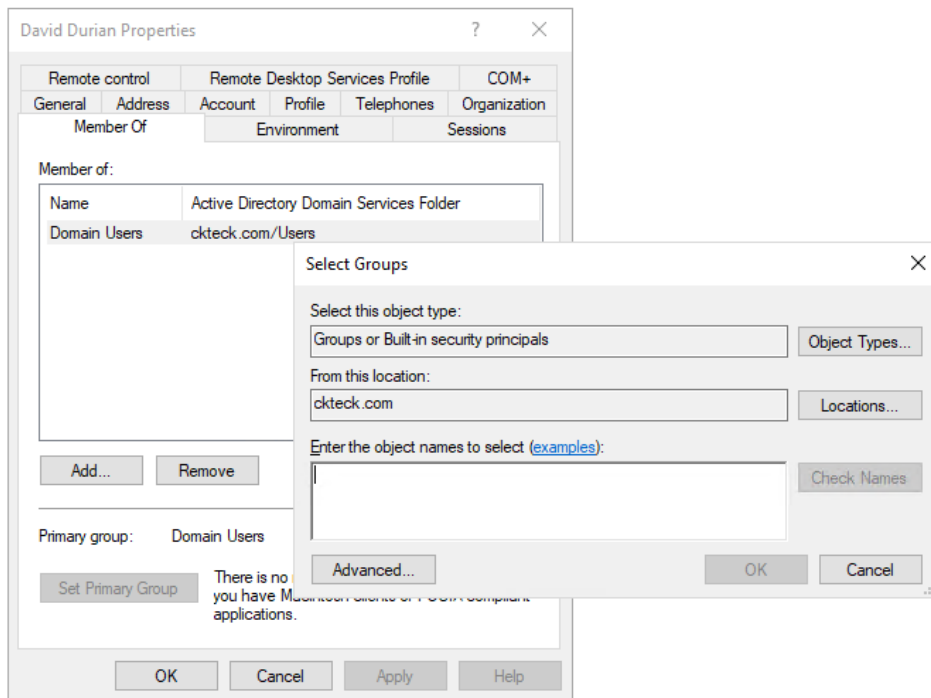 David Durian Properties ? ×
Remote control Remote Desktop Services Profile COM+
General Address Account Profile Telephones Organization
Member Of Environment Sessions
Member of:
Name Active Directory Domain Services Folder
Domain Users ckteck.com/Users
Select Groups
Select this object type:
Groups or Built-in security principals Object Types...
From this location:
ckteck.com Locations...
Enter the object names to select (examples):
Check Names
Advanced... OK Cancel
Add... Remove
Primary group: Domain Users
Set Primary Group
There is no
you have
applications.
OK Cancel Apply Help